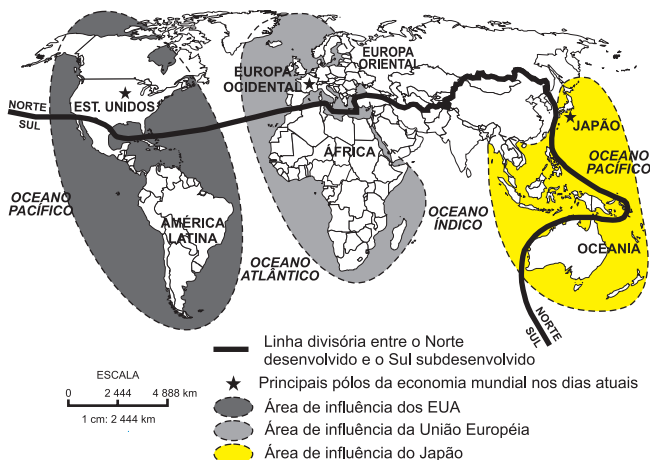 EUROPA
ORIENTAL
EUROPA
OCIDENTAL
EST. UNIDOS
NORTE
SUL
JAPÃO
ÁFRICA
OCEANO
PACÍFICO
OCEANO
PACÍFICO
AMÉRICA
LATINA
OCEANO
ÍNDICO
OCEANIA
OCEANO
ATLÂNTICO
NORTE
SUL
Linha divisória entre o Norte
desenvolvido e o Sul subdesenvolvido
ESCALA
0 2 444 4 888 km
1 cm: 2 444 km
Principais pólos da economia mundial nos dias atuais
Área de influência dos EUA
Área de influência da União Européia
Área de influência do Japão